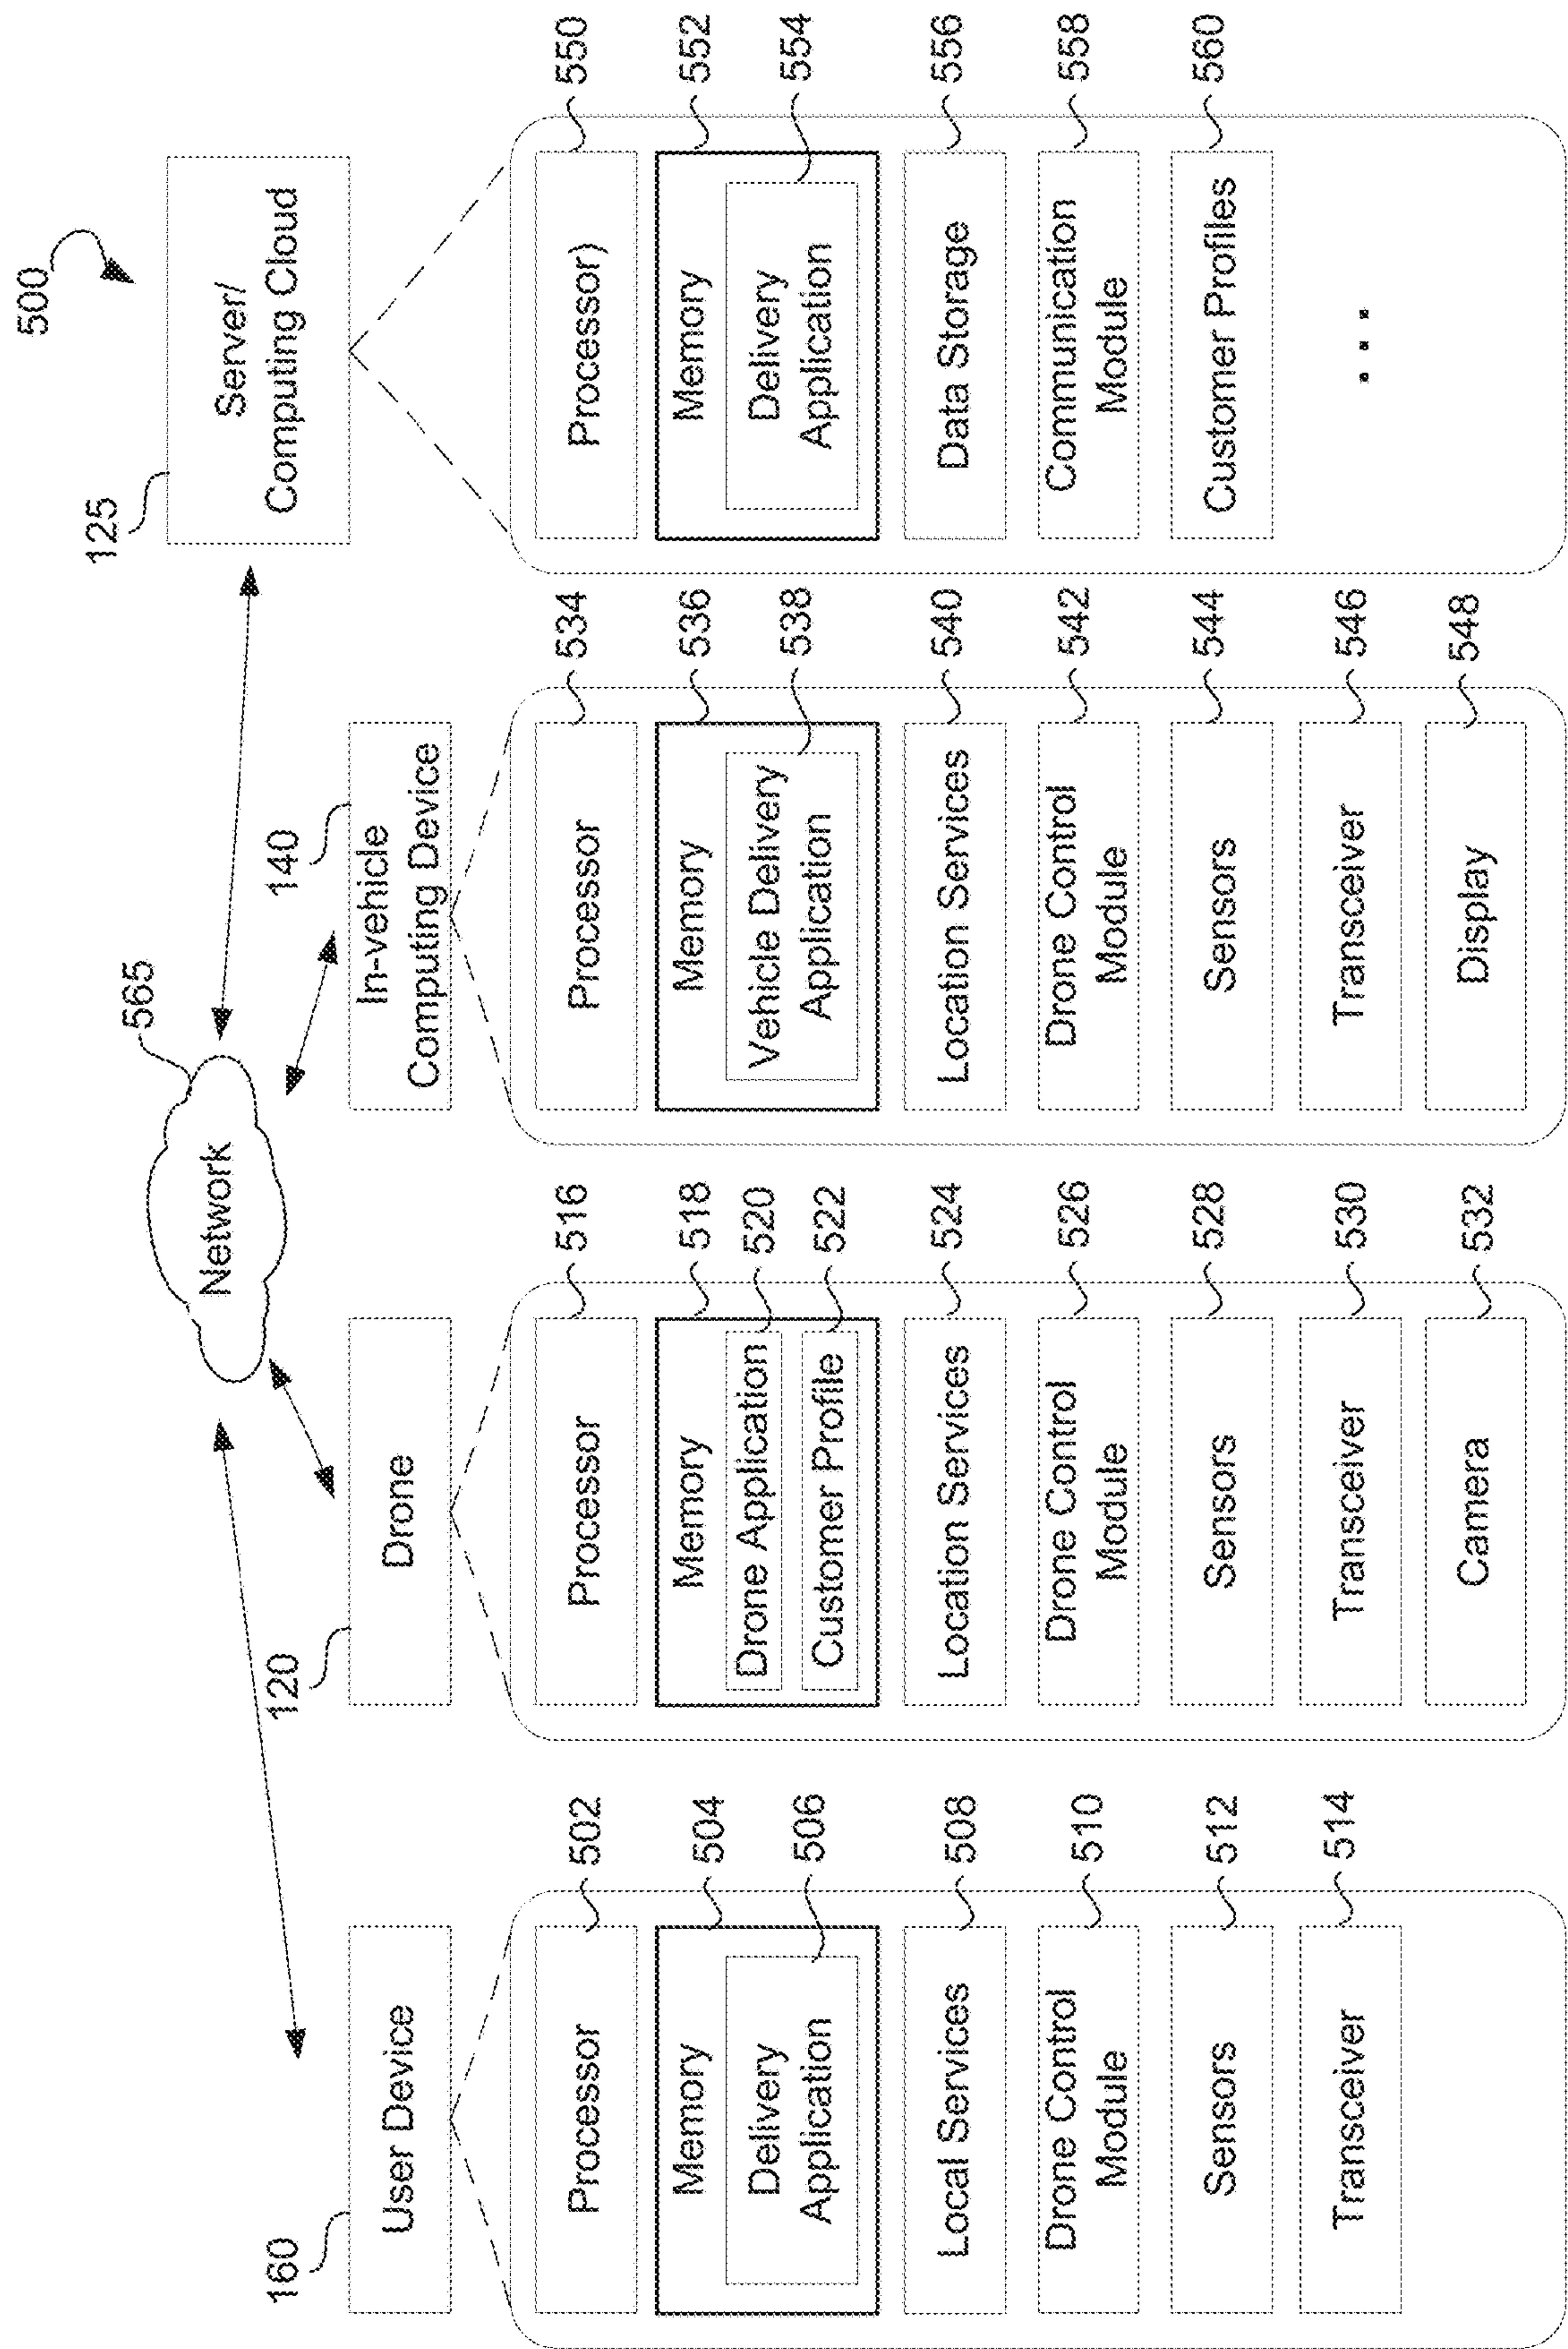 500
565
Network
160
User Device
502
Processor
504
Memory
506
Delivery
Application
508
Local Services
510
Drone Control
Module
512
Sensors
514
Transceiver
120
Drone
516
Processor
518
Memory
520
Drone Application
522
Customer Profile
524
Location Services
526
Drone Control
Module
528
Sensors
530
Transceiver
532
Camera
140
In-vehicle
Computing Device
534
Processor
536
Memory
538
Vehicle Delivery
Application
540
Location Services
542
Drone Control
Module
544
Sensors
546
Transceiver
548
Display
125
Server/
Computing Cloud
550
Processor)
552
Memory
554
Delivery
Application
556
Data Storage
558
Communication
Module
560
Customer Profiles
...